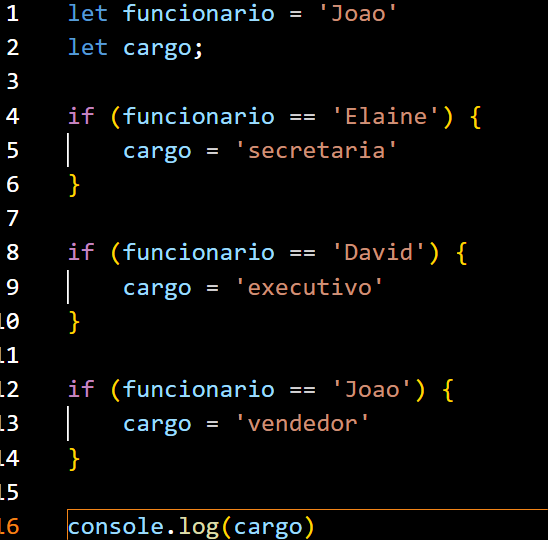 1 let funcionario = 'Joao'
2 let cargo;
3
4 if (funcionario == 'Elaine') {
5     cargo = 'secretaria'
6 }
7
8 if (funcionario == 'David') {
9     cargo = 'executivo'
10 }
11
12 if (funcionario == 'Joao') {
13     cargo = 'vendedor'
14 }
15
16 console.log(cargo)